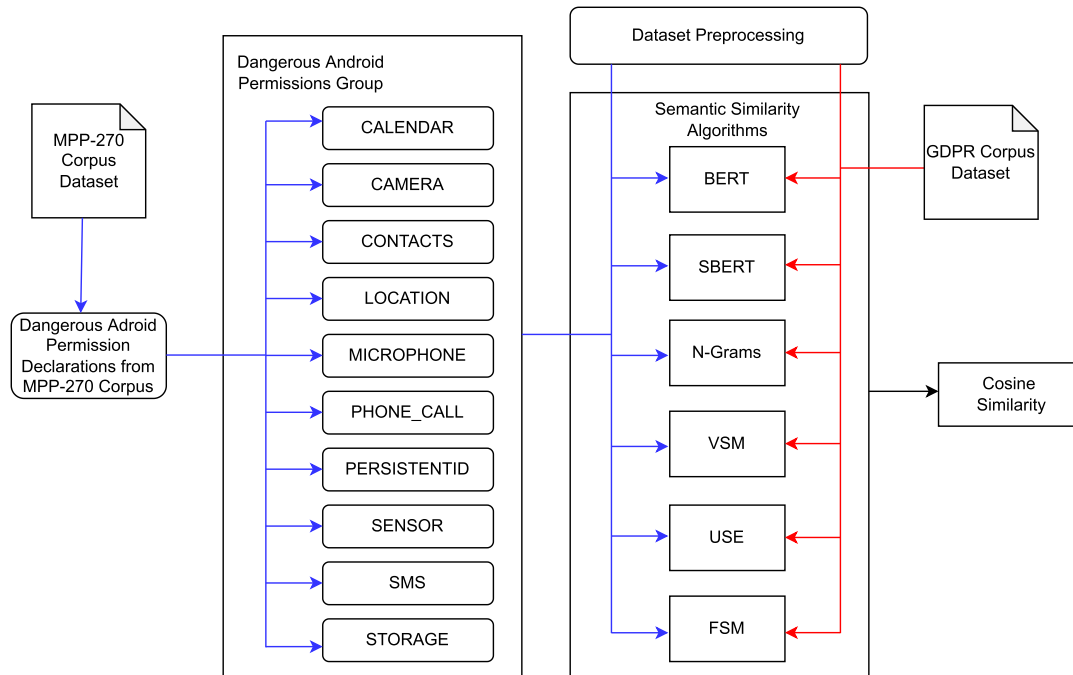 Dataset Preprocessing
Dangerous Android
Permissions Group
MPP-270
Corpus
Dataset
Dangerous Adroid
Permission
Declarations from
MPP-270 Corpus
CALENDAR
CAMERA
CONTACTS
LOCATION
MICROPHONE
PHONE_CALL
PERSISTENTID
SENSOR
SMS
STORAGE
Semantic Similarity
Algorithms
BERT
SBERT
N-Grams
VSM
USE
FSM
GDPR Corpus
Dataset
Cosine
Similarity